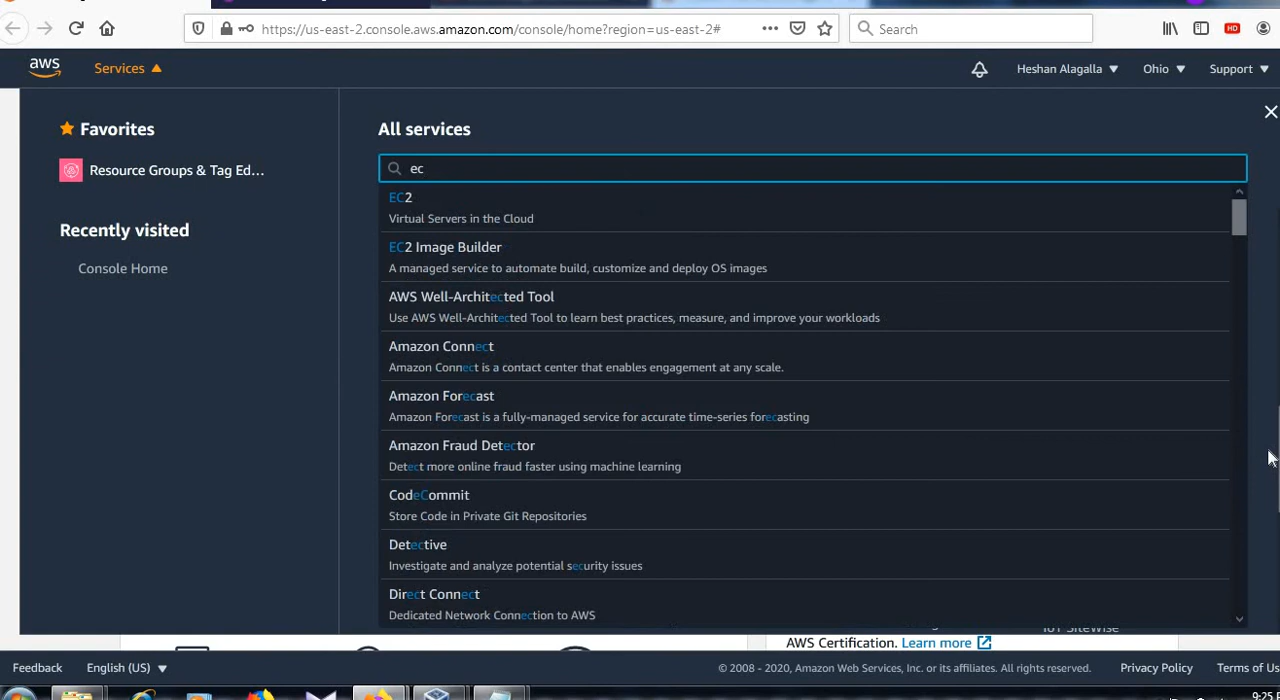 https://us-east-2.console.aws.amazon.com/console/home?region=us-east-2#
Search
HD
aws
Services
Heshan Alagalla
Ohio
Support
Favorites
Resource Groups & Tag Ed...
Recently visited
Console Home
All services
ec
EC2
Virtual Servers in the Cloud
EC2 Image Builder
A managed service to automate build, customize and deploy OS images
AWS Well-Architected Tool
Use AWS Well-Architected Tool to learn best practices, measure, and improve your workloads
Amazon Connect
Amazon Connect is a contact center that enables engagement at any scale.
Amazon Forecast
Amazon Forecast is a fully-managed service for accurate time-series forecasting
Amazon Fraud Detector
Detect more online fraud faster using machine learning
CodeCommit
Store Code in Private Git Repositories
Detective
Investigate and analyze potential security issues
Direct Connect
Dedicated Network Connection to AWS
IoT SiteWise
AWS Certification. Learn more
Feedback
English (US)
© 2008 - 2020, Amazon Web Services, Inc. or its affiliates. All rights reserved.
Privacy Policy
Terms of Us
9:25